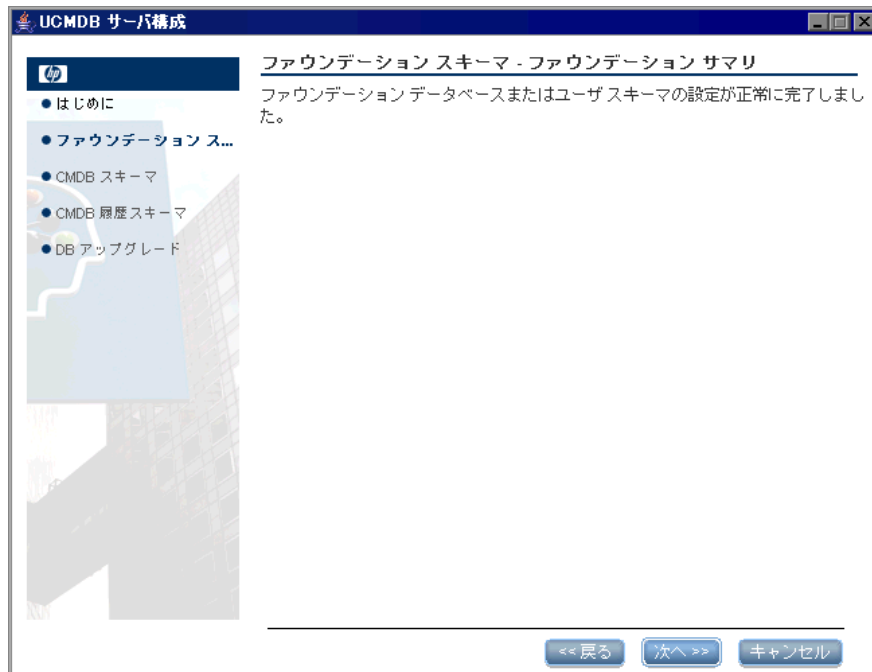 UCMDB サーバ構成
hp
はじめに
ファウンデーション ス...
CMDB スキーマ
CMDB 履歴スキーマ
DB アップグレード
ファウンデーション スキーマ - ファウンデーション サマリ
ファウンデーション データベースまたはユーザ スキーマの設定が正常に完了しまし
た。
<< 戻る
次へ >>
キャンセル